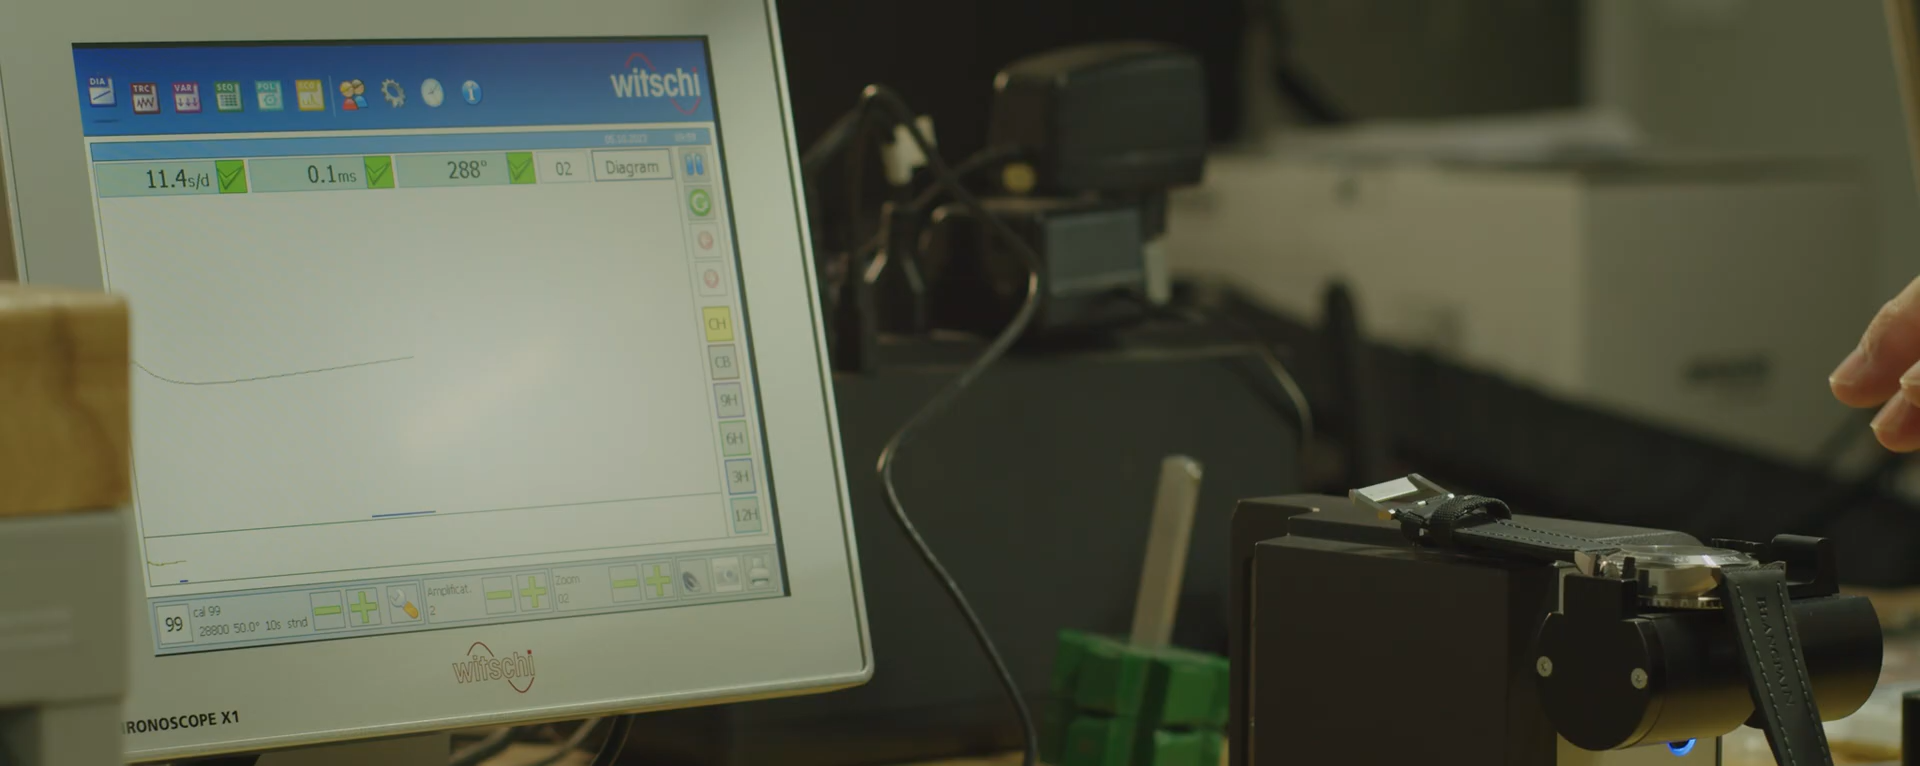 DIA TRC VAR SEQ witschi
11.4s/d 0.1ms 288° 02 Diagram
CH
CB
9H
6H
3H
12H
99 cal 99 Amplificat. Zoom
28800 50.0° 10s stnd 2 02
witschi
RONOSCOPE X1
BLANCPAIN